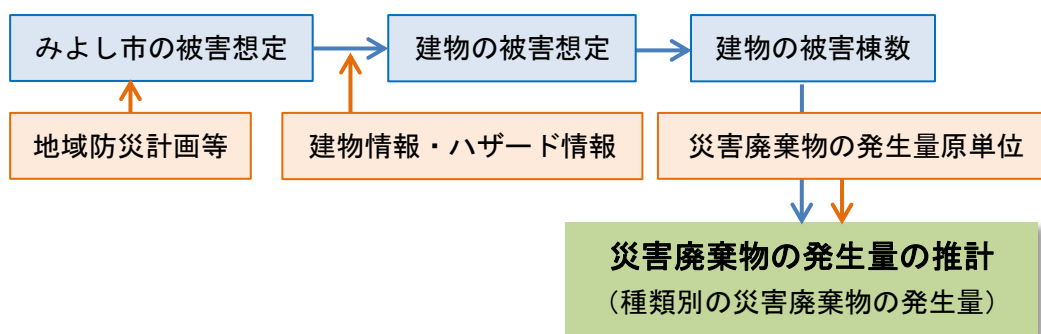 みよし市の被害想定
建物の被害想定
建物の被害棟数
地域防災計画等
建物情報・ハザード情報
災害廃棄物の発生量原単位
災害廃棄物の発生量の推計
（種類別の災害廃棄物の発生量）